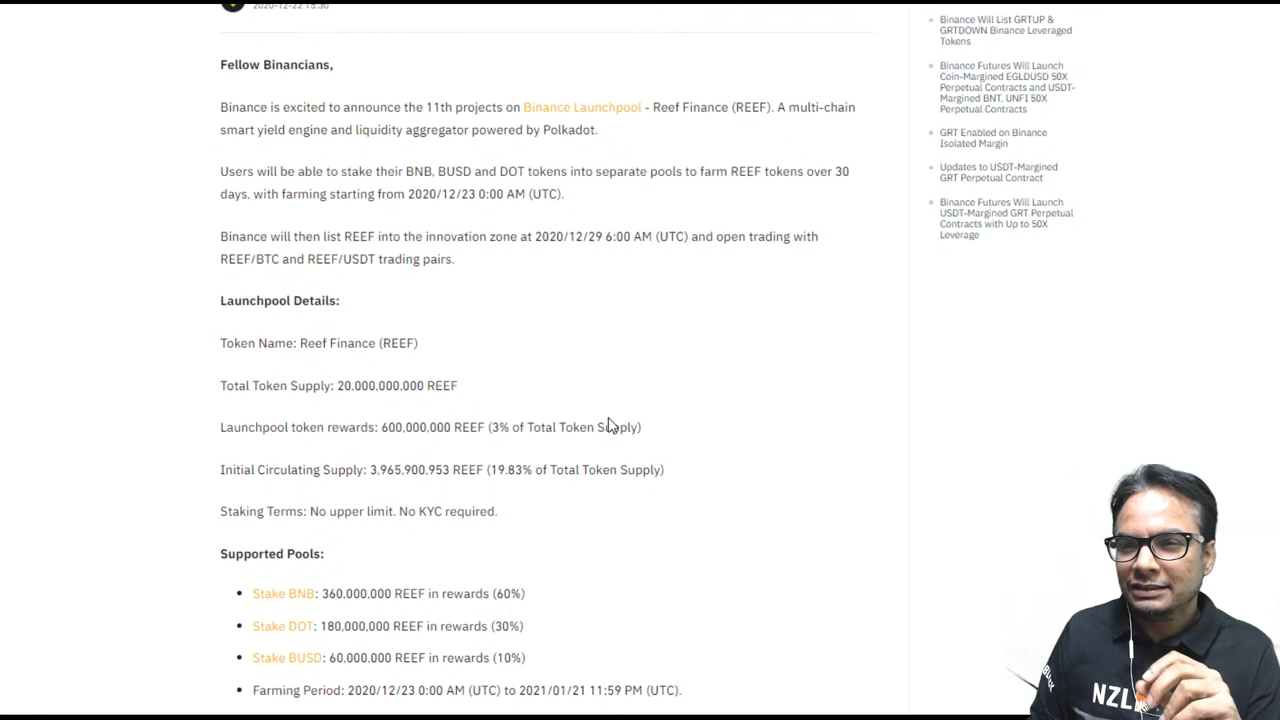 2020-12-22 15:30
Fellow Binancians,
Binance is excited to announce the 11th projects on Binance Launchpool - Reef Finance (REEF). A multi-chain
smart yield engine and liquidity aggregator powered by Polkadot.
Users will be able to stake their BNB, BUSD and DOT tokens into separate pools to farm REEF tokens over 30
days, with farming starting from 2020/12/23 0:00 AM (UTC).
Binance will then list REEF into the innovation zone at 2020/12/29 6:00 AM (UTC) and open trading with
REEF/BTC and REEF/USDT trading pairs.
Launchpool Details:
Token Name: Reef Finance (REEF)
Total Token Supply: 20,000,000,000 REEF
Launchpool token rewards: 600,000,000 REEF (3% of Total Token Supply)
Initial Circulating Supply: 3,965,900,953 REEF (19.83% of Total Token Supply)
Staking Terms: No upper limit. No KYC required.
Supported Pools:
Stake BNB: 360,000,000 REEF in rewards (60%)
Stake DOT: 180,000,000 REEF in rewards (30%)
Stake BUSD: 60,000,000 REEF in rewards (10%)
Farming Period: 2020/12/23 0:00 AM (UTC) to 2021/01/21 11:59 PM (UTC).
Binance Will List GRTUP &
GRTDOWN Binance Leveraged
Tokens
Binance Futures Will Launch
Coin-Margined EGLDUSD 50X
Perpetual Contracts and USDT-
Margined BNT, UNFI 50X
Perpetual Contracts
GRT Enabled on Binance
Isolated Margin
Updates to USDT-Margined
GRT Perpetual Contract
Binance Futures Will Launch
USDT-Margined GRT Perpetual
Contracts with Up to 50X
Leverage
NZL